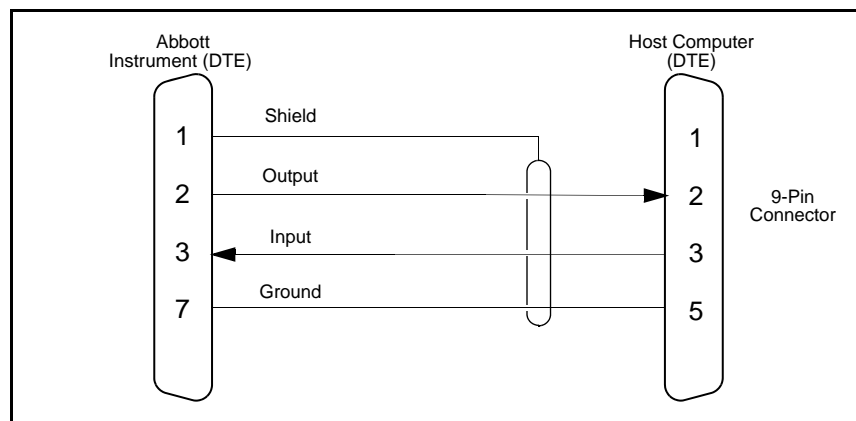 Abbott
Instrument (DTE)
Host Computer
(DTE)
1
Shield
1
2
Output
2
9-Pin
Connector
3
Input
3
7
Ground
5